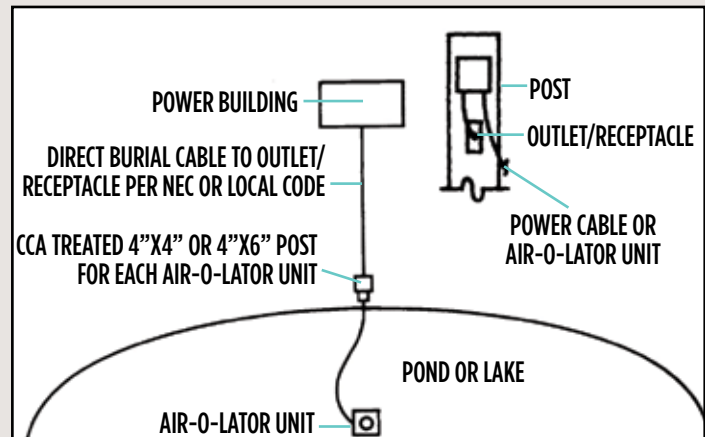 POWER BUILDING
DIRECT BURIAL CABLE TO OUTLET/
RECEPTACLE PER NEC OR LOCAL CODE
CCA TREATED 4”X4” OR 4”X6” POST
FOR EACH AIR-O-LATOR UNIT
POST
OUTLET/RECEPTACLE
POWER CABLE OR
AIR-O-LATOR UNIT
POND OR LAKE
AIR-O-LATOR UNIT